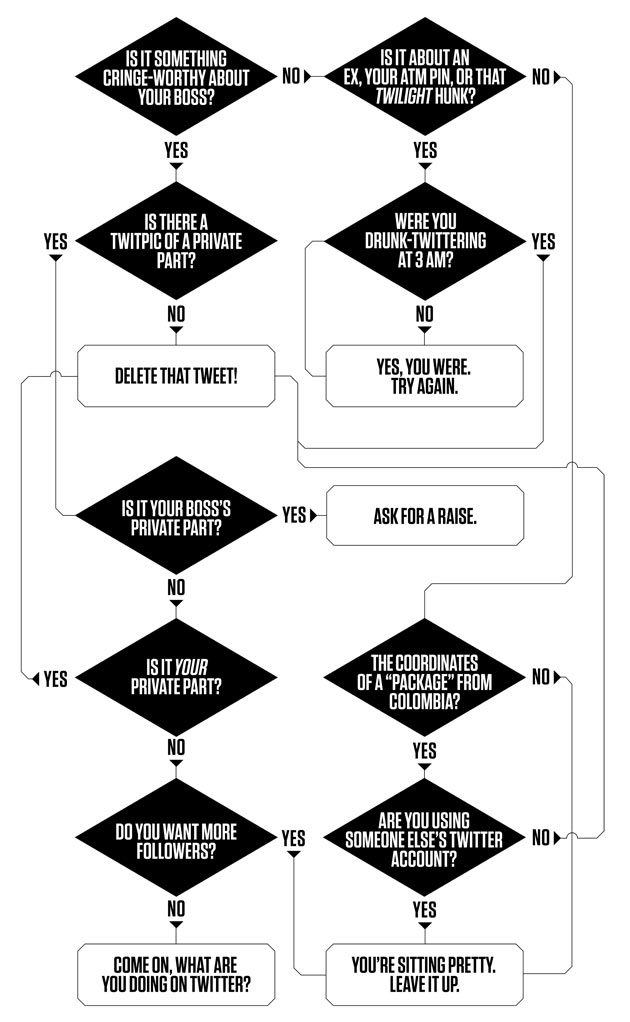 IS IT SOMETHING
CRINGE-WORTHY ABOUT
YOUR BOSS?
NO
IS IT ABOUT AN
EX, YOUR ATM PIN, OR THAT
TWILIGHT HUNK?
NO
YES
YES
YES
IS THERE A
TWITPIC OF A PRIVATE
PART?
WERE YOU
DRUNK-TWITTERING
AT 3 AM?
YES
NO
NO
DELETE THAT TWEET!
YES, YOU WERE.
TRY AGAIN.
IS IT YOUR BOSS'S
PRIVATE PART?
YES
ASK FOR A RAISE.
NO
YES
IS IT YOUR
PRIVATE PART?
THE COORDINATES
OF A "PACKAGE" FROM
COLOMBIA?
NO
NO
YES
DO YOU WANT MORE
FOLLOWERS?
YES
ARE YOU USING
SOMEONE ELSE'S TWITTER
ACCOUNT?
NO
NO
YES
COME ON, WHAT ARE
YOU DOING ON TWITTER?
YOU'RE SITTING PRETTY.
LEAVE IT UP.